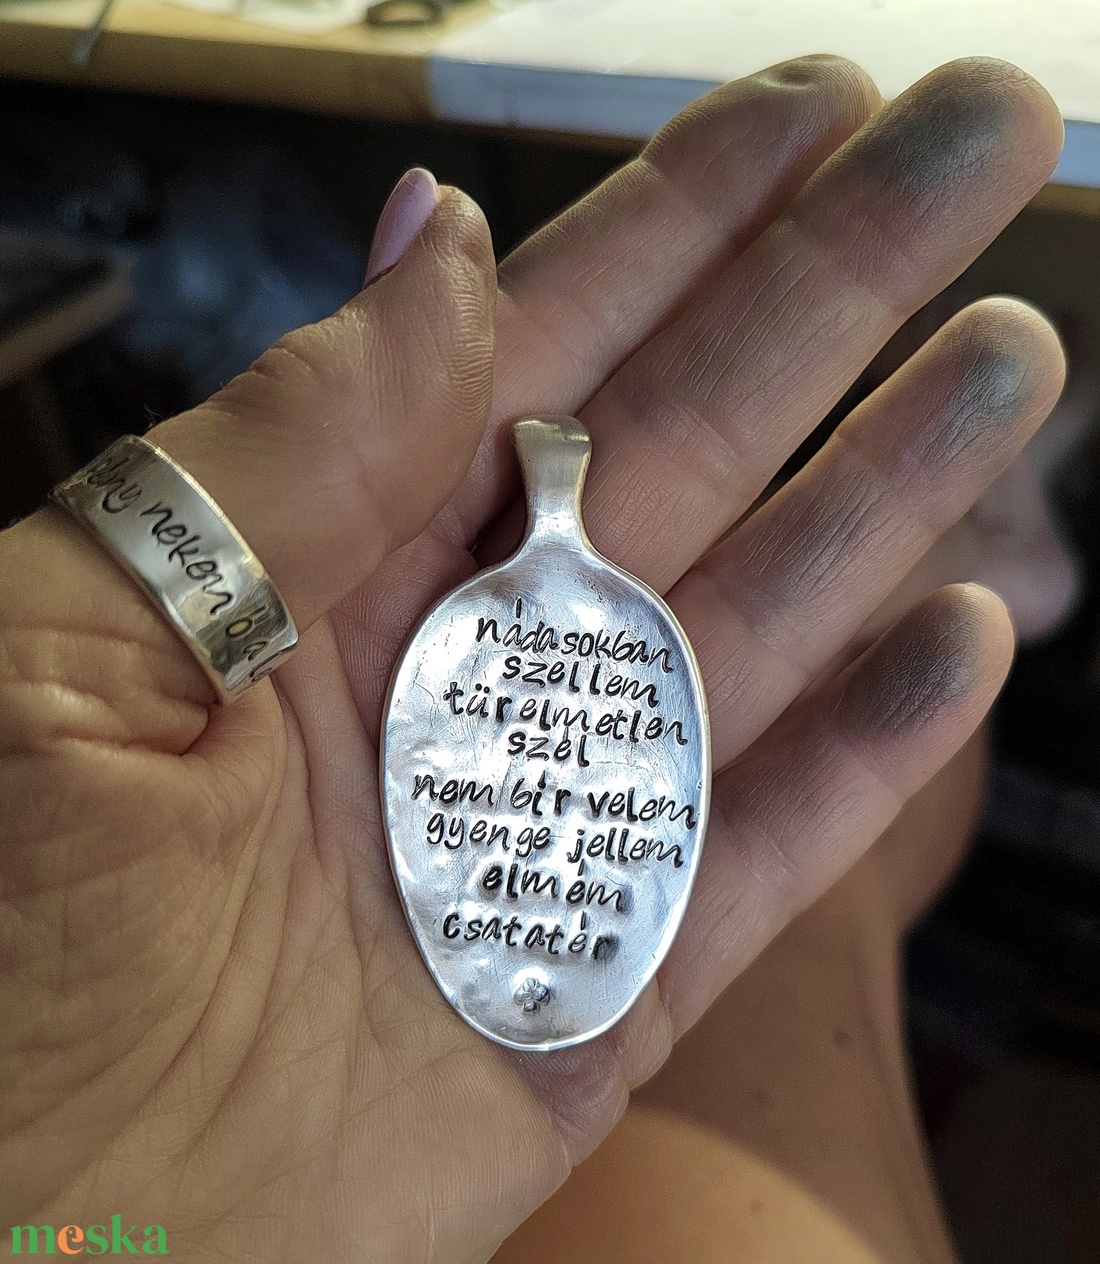 neken
nádasokban
szellem
türelmetlen
szél
nem bír velem
gyenge jellem
elmém
csatatér
meska